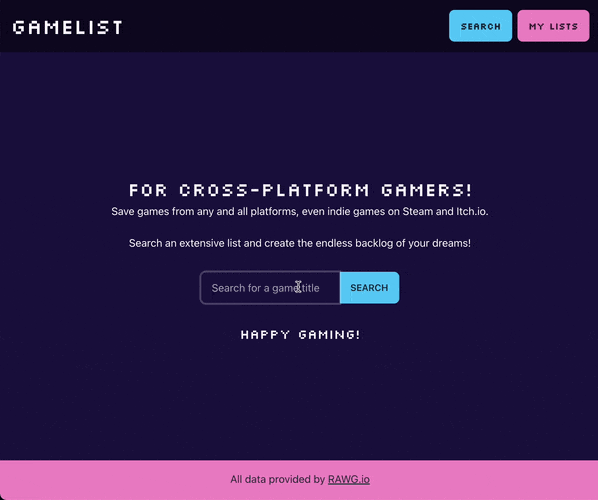 GAMELIST
SEARCH
MY LISTS
FOR CROSS-PLATFORM GAMERS!
Save games from any and all platforms, even indie games on Steam and Itch.io.
Search an extensive list and create the endless backlog of your dreams!
Search for a game title
SEARCH
HAPPY GAMING!
All data provided by RAWG.io